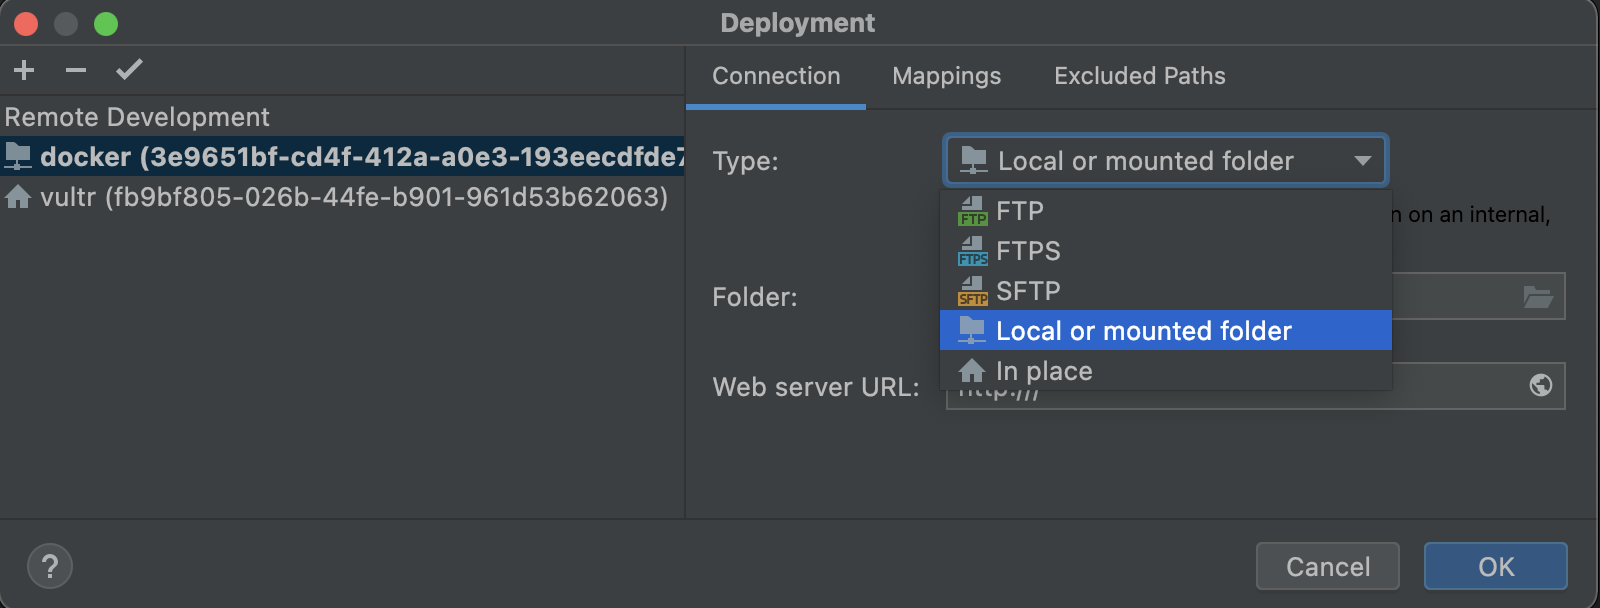 Deployment
Connection
Mappings
Excluded Paths
Remote Development
docker (3e9651bf-cd4f-412a-a0e3-193eecdfde7
vultr (fb9bf805-026b-44fe-b901-961d53b62063)
Type:
Local or mounted folder
FTP
FTP
on an internal,
FTPS
FTPS
SFTP
SFTP
Folder:
Local or mounted folder
In place
Web server URL:
http:///
?
Cancel
OK